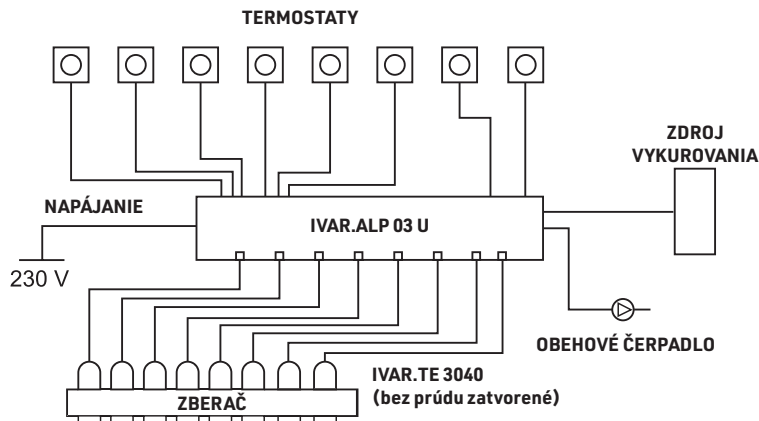 TERMOSTATY
ZDROJ
VYKUROVANIA
NAPÁJANIE
IVAR.ALP 03 U
230 V
OBEHOVÉ ČERPADLO
IVAR.TE 3040
(bez prúdu zatvorené)
ZBERAČ